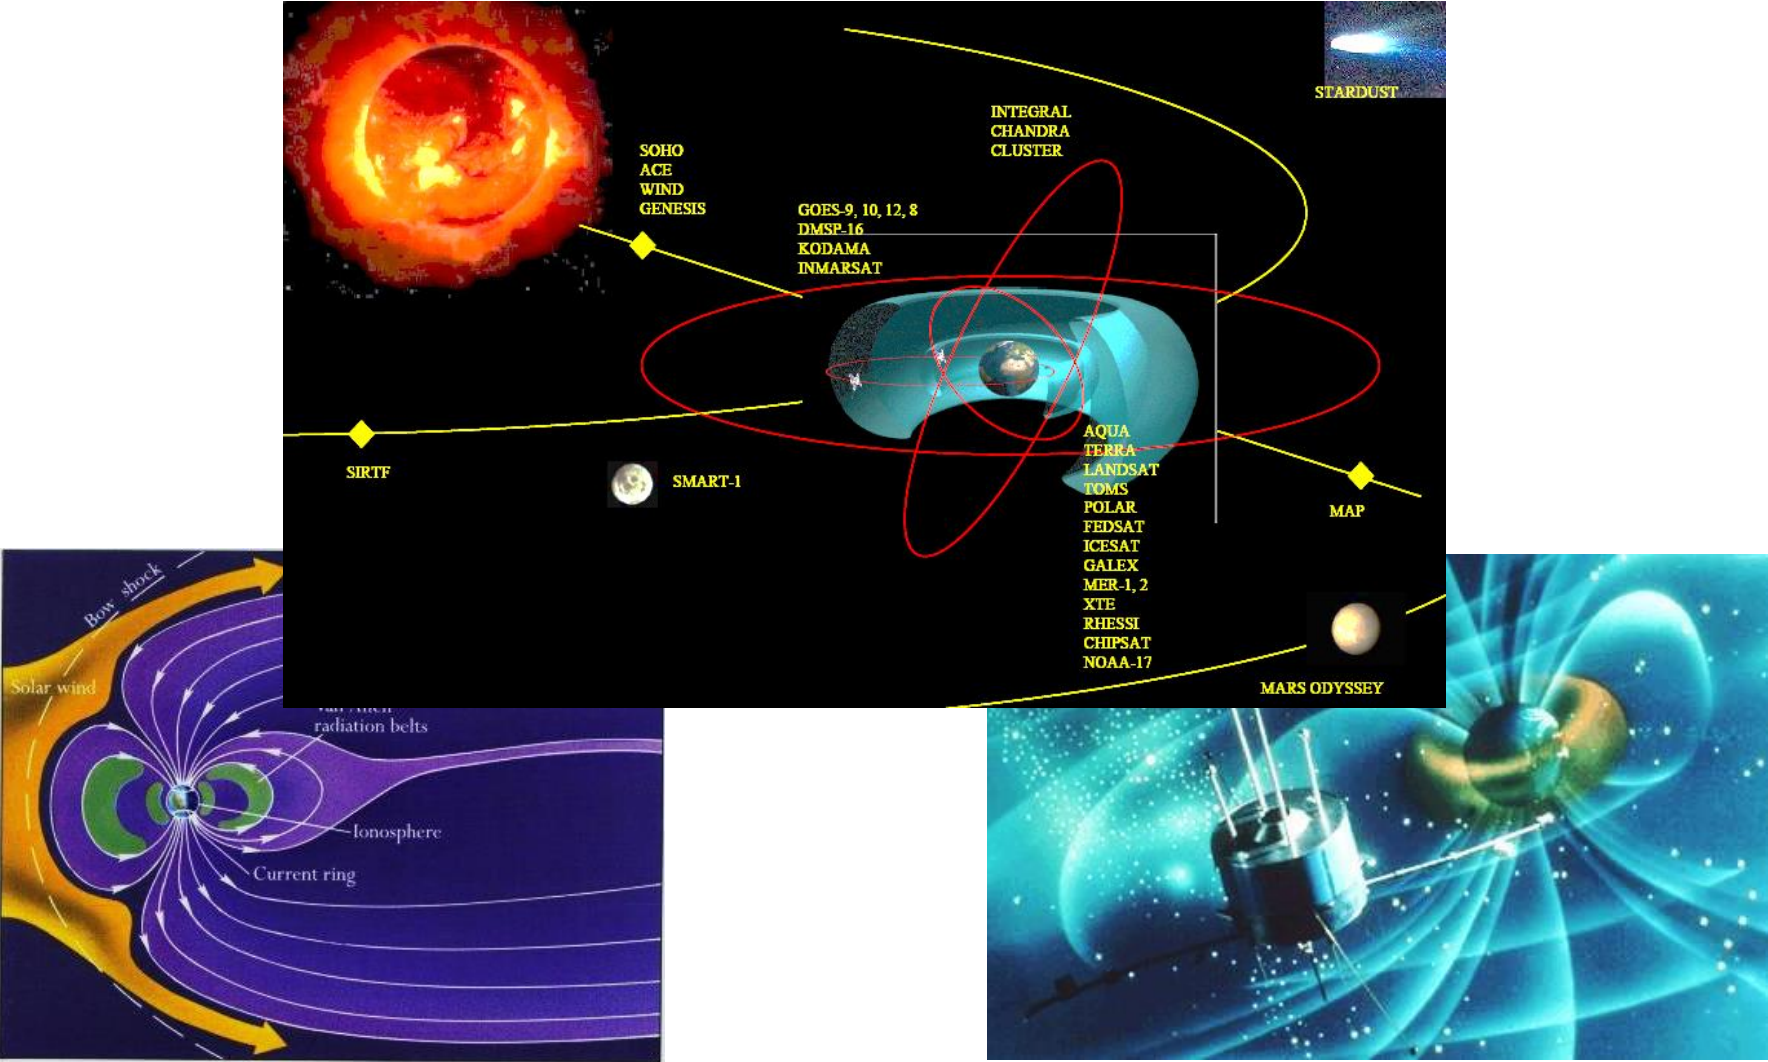 STARDUST
INTEGRAL
CHANDRA
CLUSTER
SOHO
ACE
WIND
GENESIS
GOES-9, 10, 12, 8
DMSP-16
KODAMA
INMARSAT
AQUA
TERRA
LANDSAT
TOMS
POLAR
FEDSAT
ICESAT
GALEX
MER-1, 2
XTE
RHESSI
CHIPSAT
NOAA-17
SIRTF
SMART-1
MAP
MARS ODYSSEY
Bow shock
Solar wind
Van Allen
radiation belts
Ionosphere
Current ring